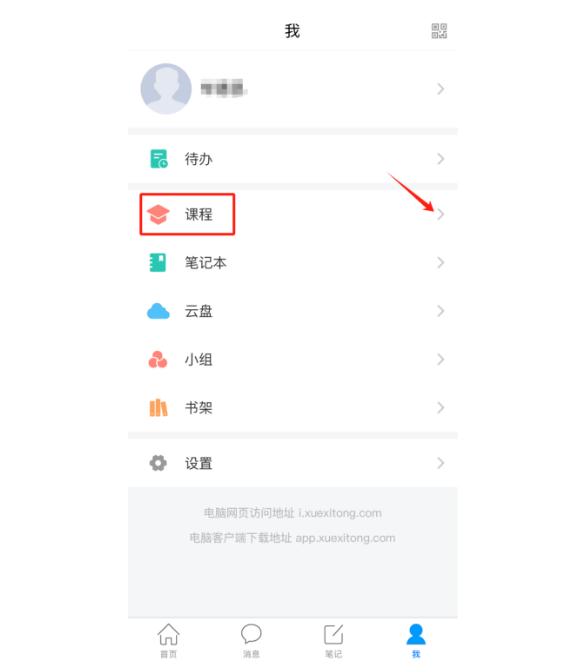 我
待办
课程
笔记本
云盘
小组
书架
设置
电脑网页访问地址 i.xuexitong.com
电脑客户端下载地址 app.xuexitong.com
首页
消息
笔记
我